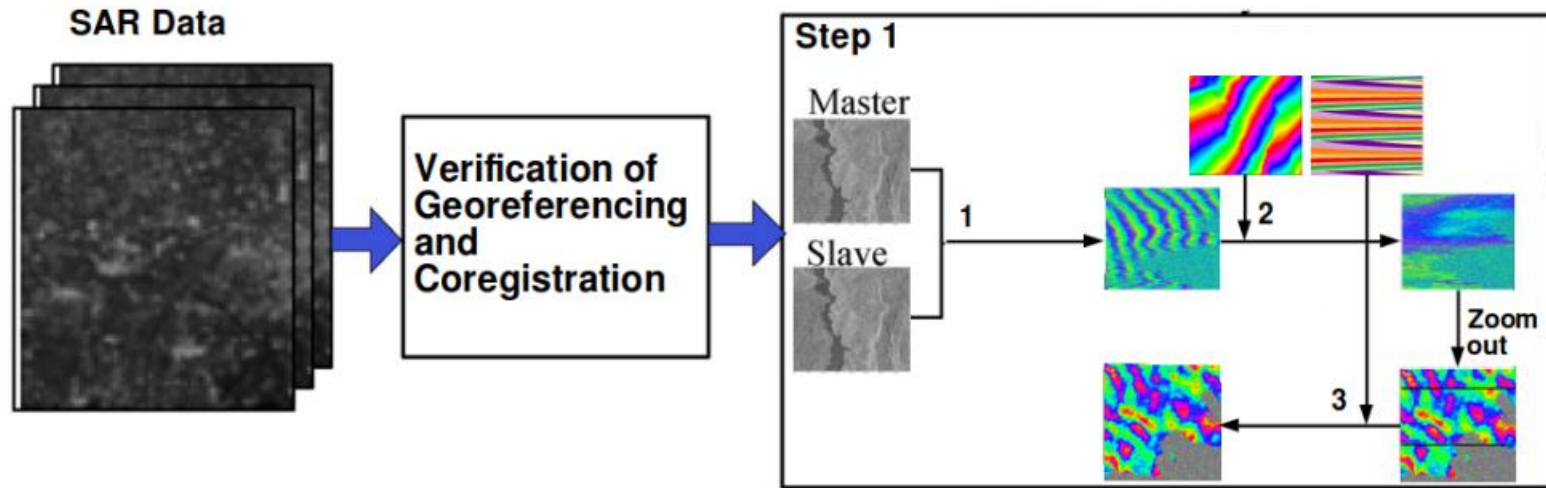 SAR Data
Verification of
Georeferencing
and
Coregistration
Step 1
Master
Slave
1
2
Zoom
out
3